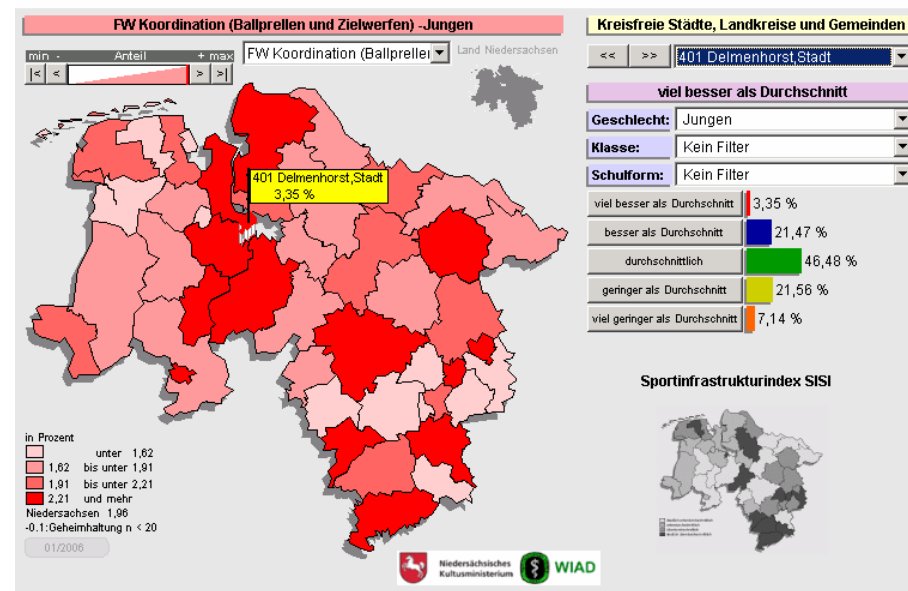 FW Koordination (Ballprellen und Zielwerfen) -Jungen
min - Anteil + max
|< < > >|
FW Koordination (Ballpreller
Land Niedersachsen
401 Delmenhorst,Stadt
3,35 %
in Prozent
unter 1,62
1,62 bis unter 1,91
1,91 bis unter 2,21
2,21 und mehr
Niedersachsen 1,96
-0.1:Geheimhaltung n < 20
01/2006
Niedersächsisches
Kultusministerium
WIAD
Kreisfreie Städte, Landkreise und Gemeinden
<< >> 401 Delmenhorst,Stadt
viel besser als Durchschnitt
Geschlecht: Jungen
Klasse: Kein Filter
Schulform: Kein Filter
viel besser als Durchschnitt 3,35 %
besser als Durchschnitt 21,47 %
durchschnittlich 46,48 %
geringer als Durchschnitt 21,56 %
viel geringer als Durchschnitt 7,14 %
Sportinfrastrukturindex SISI